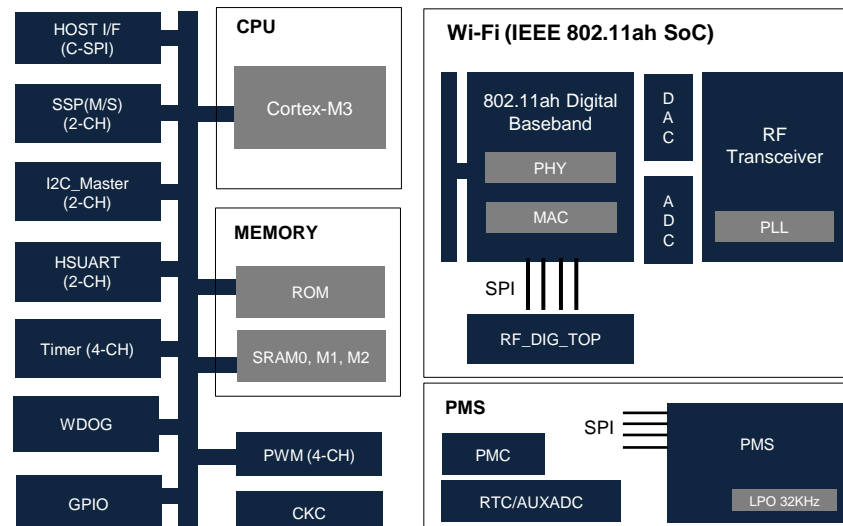 HOST I/F
(C-SPI)
SSP(M/S)
(2-CH)
I2C_Master
(2-CH)
HSUART
(2-CH)
Timer (4-CH)
WDOG
GPIO
CPU
Cortex-M3
MEMORY
ROM
SRAM0, M1, M2
PWM (4-CH)
CKC
Wi-Fi (IEEE 802.11ah SoC)
802.11ah Digital
Baseband
PHY
MAC
D
A
C
A
D
C
RF
Transceiver
PLL
SPI
RF_DIG_TOP
PMS
SPI
PMC
RTC/AUXADC
PMS
LPO 32KHz